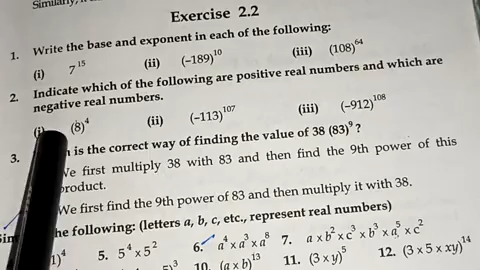 Similarly, it
Exercise 2.2
1. Write the base and exponent in each of the following:
(i) 7^15 (ii) (–189)^10 (iii) (108)^64
2. Indicate which of the following are positive real numbers and which are
negative real numbers.
(i) (8)^4 (ii) (–113)^107 (iii) (–912)^108
3. is the correct way of finding the value of 38 (83)^9 ?
We first multiply 38 with 83 and then find the 9th power of this
product.
We first find the 9th power of 83 and then multiply it with 38.
the following: (letters a, b, c, etc., represent real numbers)
5. 5^4 x 5^2 6. a^4 x a^3 x a^8 7. a x b^2 x c^3 x b^3 x a^5 x c^2
10. (a x b)^13 11. (3 x y)^5 12. (3 x 5 x xy)^14